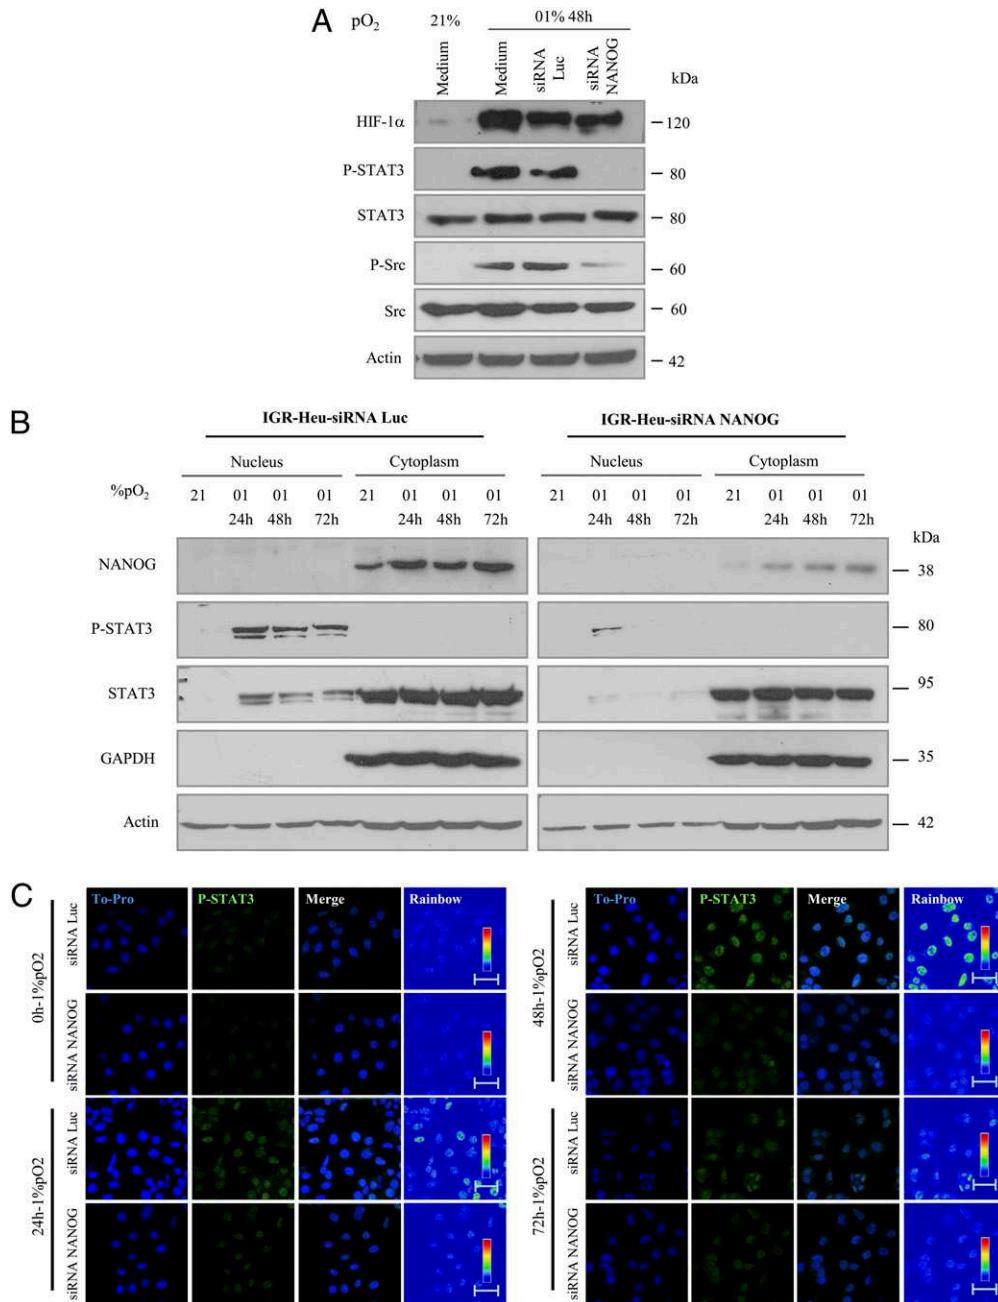 A
pO2 21% 01% 48h
Medium Medium siRNA Luc siRNA NANOG kDa
HIF-1α 120
P-STAT3 80
STAT3 80
P-Src 60
Src 60
Actin 42
B
IGR-Heu-siRNA Luc IGR-Heu-siRNA NANOG
Nucleus Cytoplasm Nucleus Cytoplasm
%pO2 21 01 01 01 21 01 01 01 21 01 01 01 21 01 01 01
24h 48h 72h 24h 48h 72h 24h 48h 72h 24h 48h 72h
kDa
NANOG 38
P-STAT3 80
STAT3 95
GAPDH 35
Actin 42
C
To-Pro P-STAT3 Merge Rainbow To-Pro P-STAT3 Merge Rainbow
0h-1%pO2 siRNA Luc 48h-1%pO2 siRNA Luc
siRNA NANOG siRNA NANOG
24h-1%pO2 siRNA Luc 72h-1%pO2 siRNA Luc
siRNA NANOG siRNA NANOG